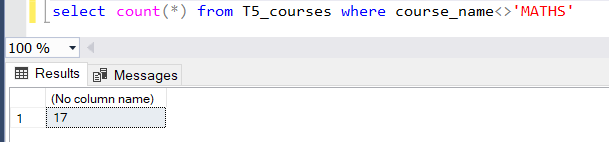 select count(*) from T5_courses where course_name<>'MATHS'
100 %
Results Messages
(No column name)
1 17